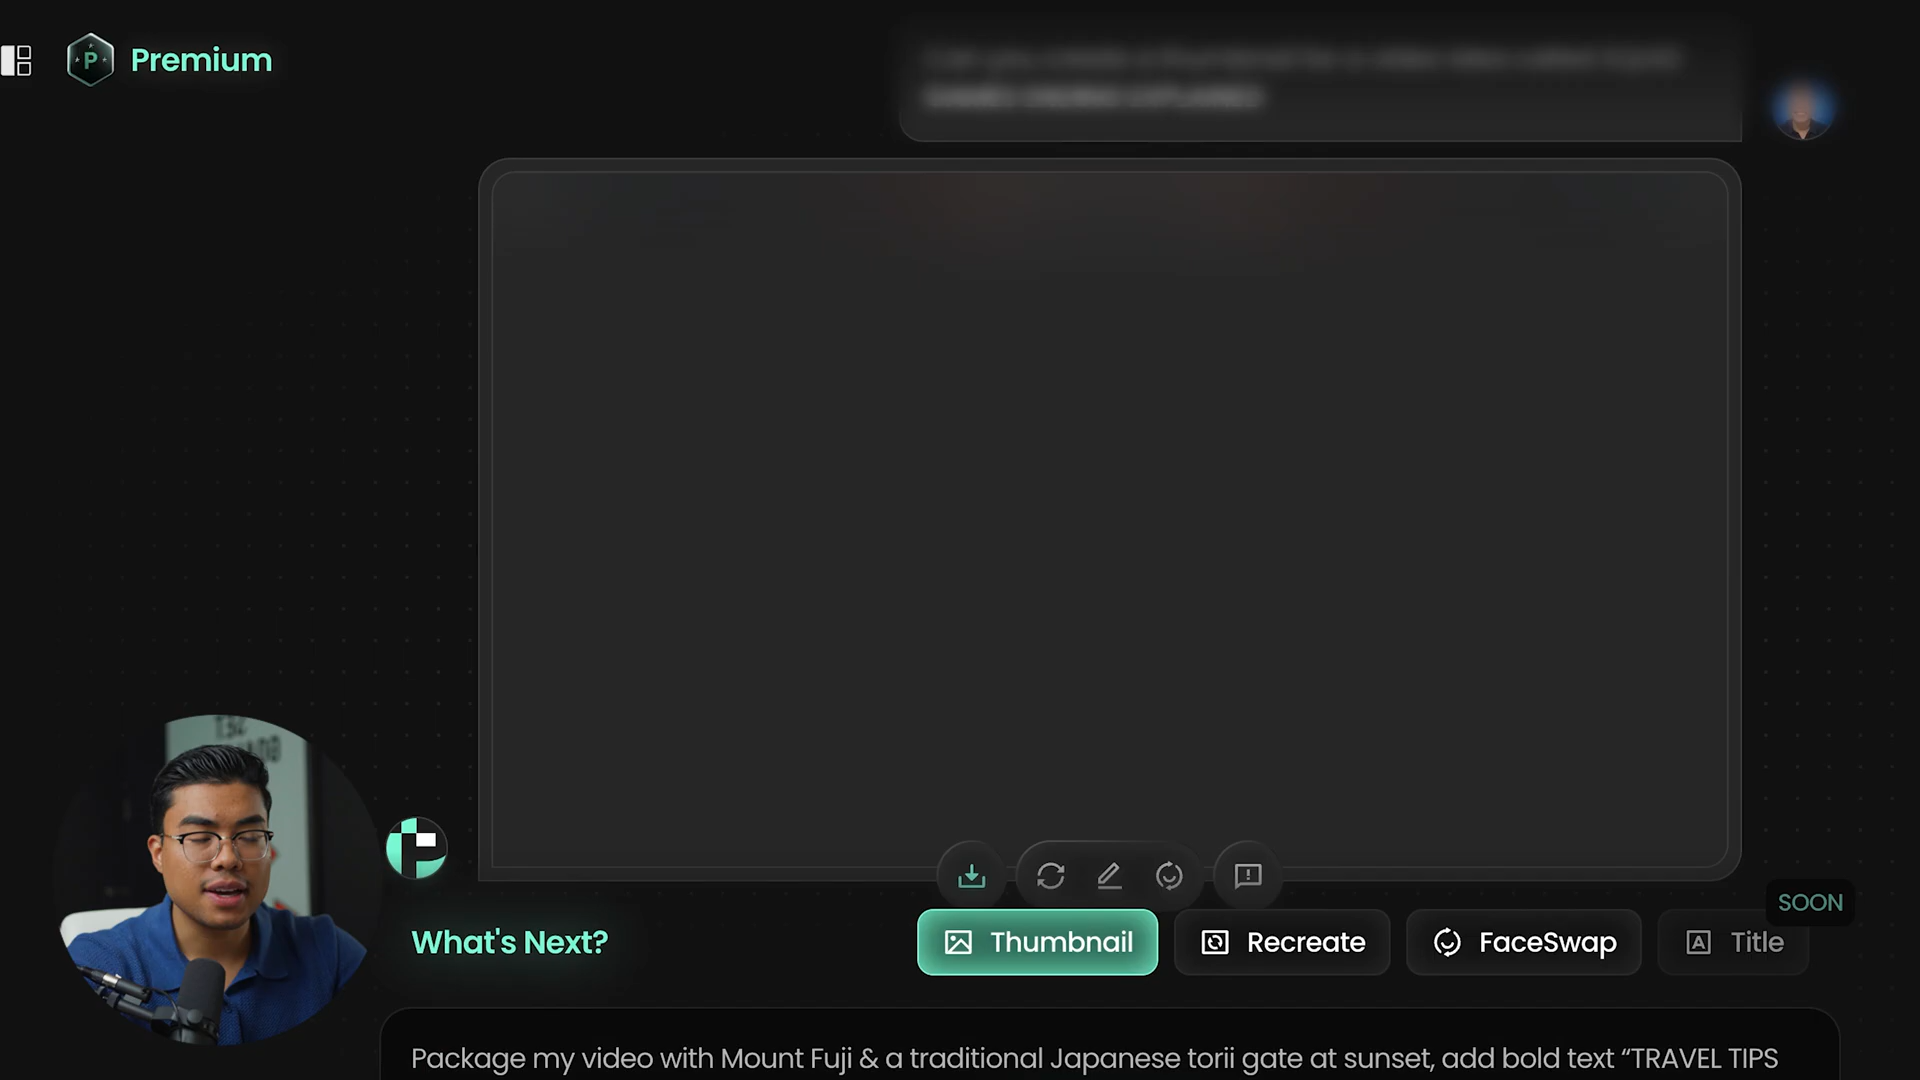 Premium
What's Next?
Thumbnail
Recreate
FaceSwap
SOON
Title
Package my video with Mount Fuji & a traditional Japanese torii gate at sunset, add bold text “TRAVEL TIPS